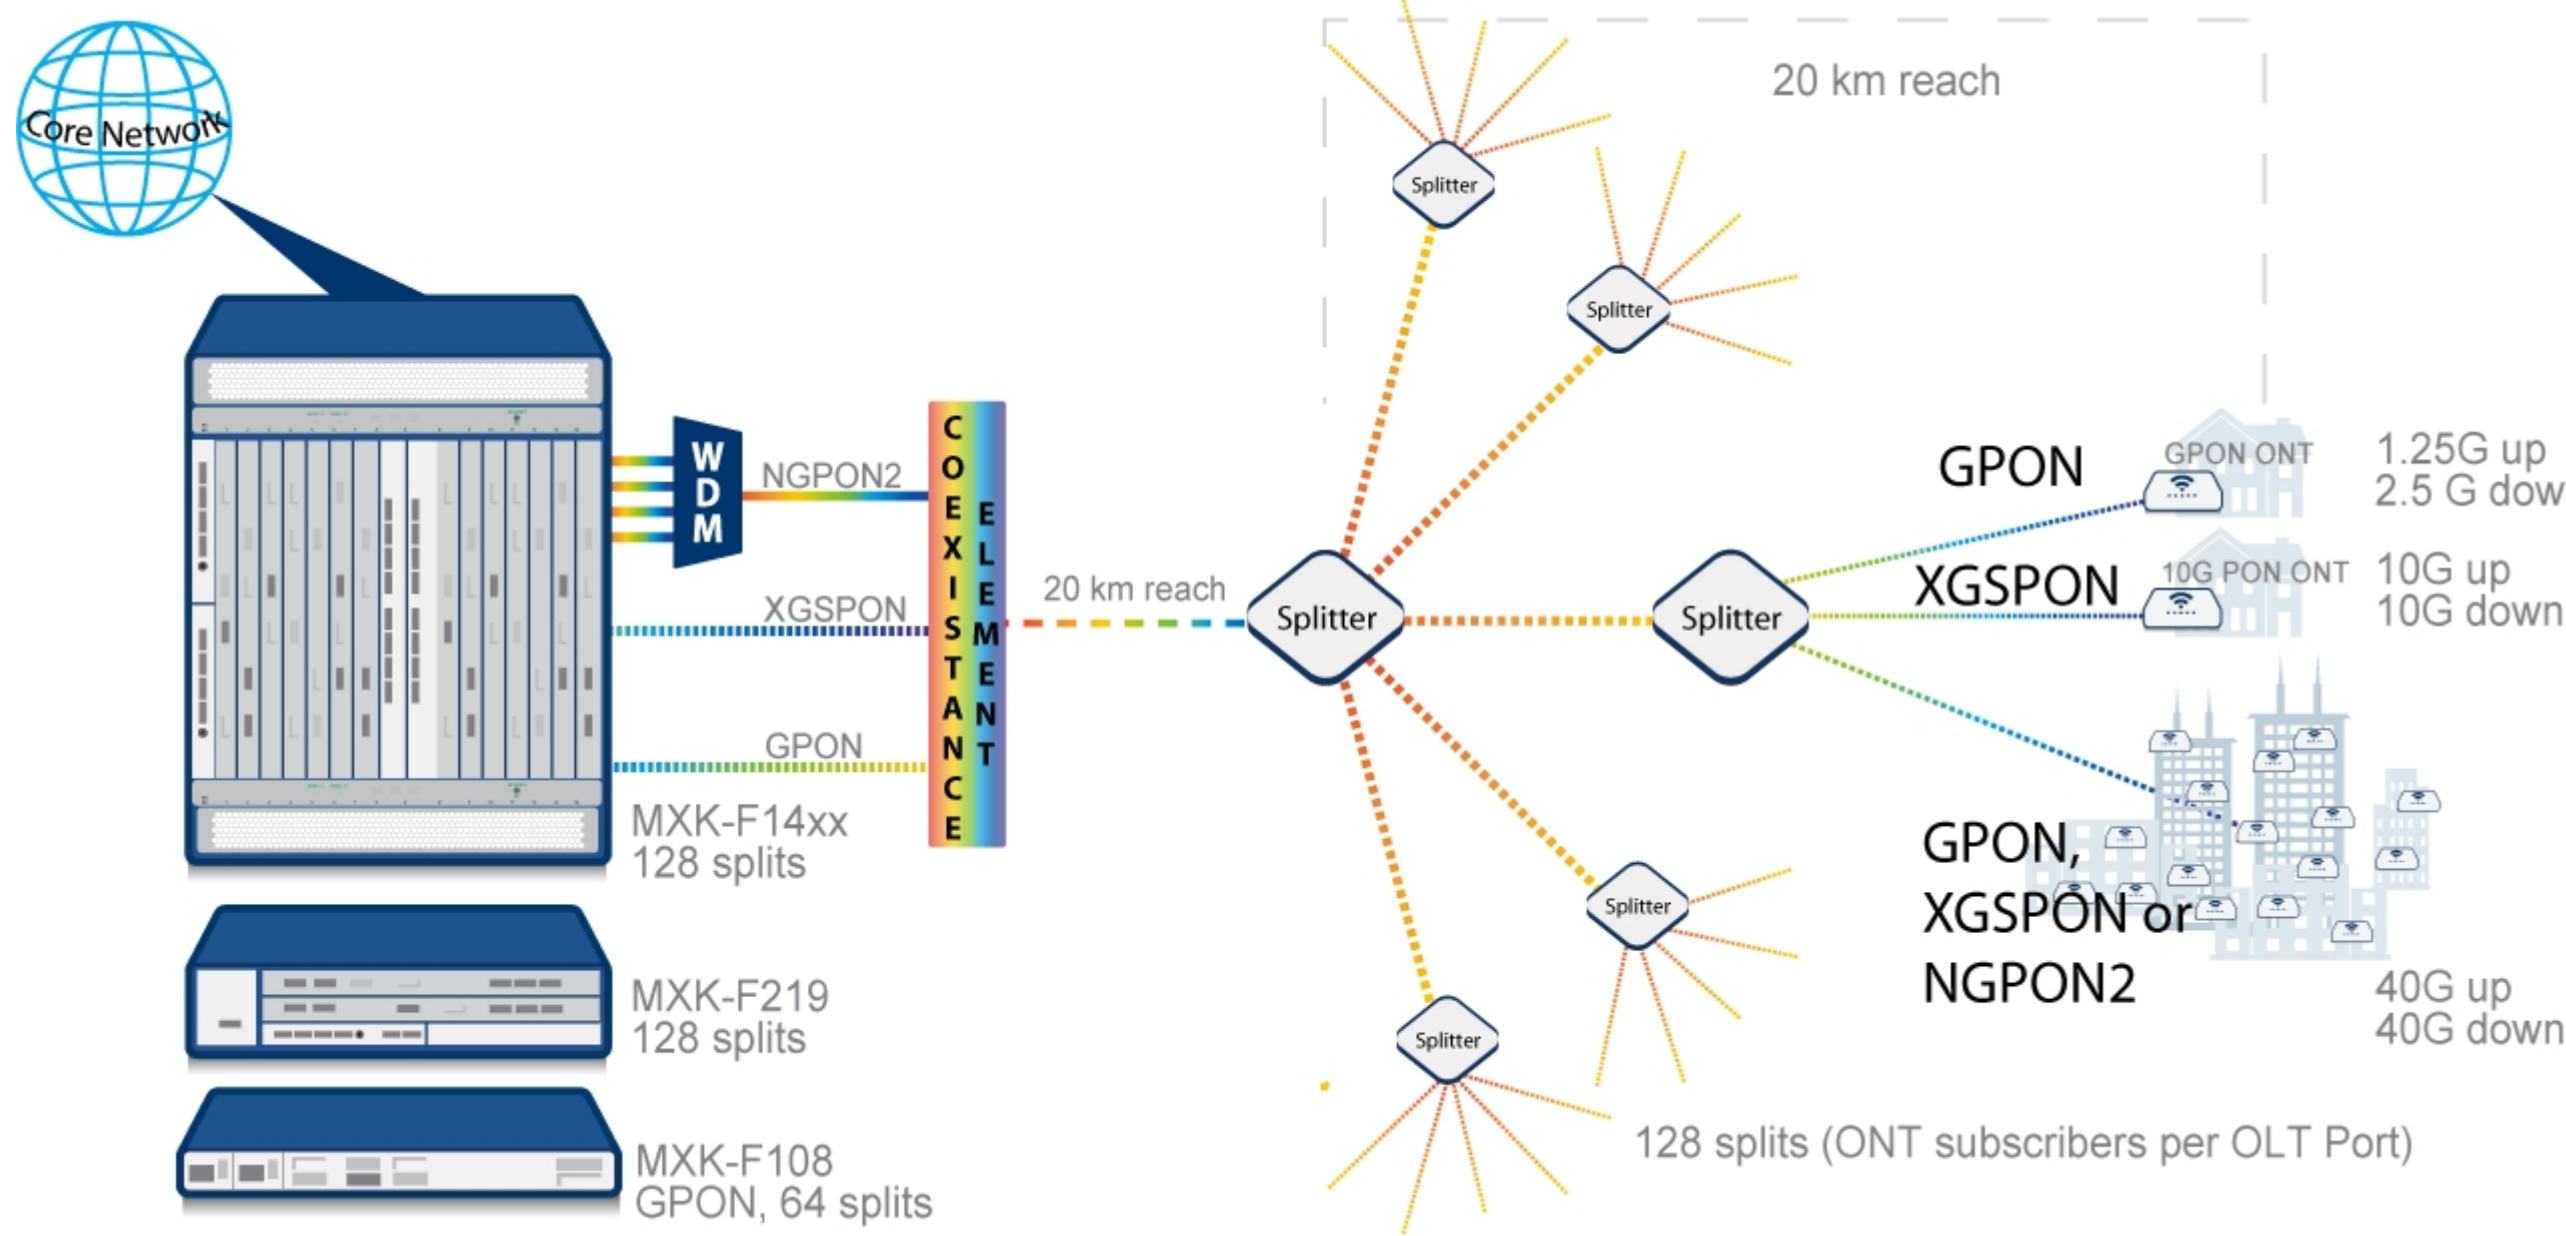 Core Network
20 km reach
Splitter
Splitter
WDM
NGPON2
XGSPON
GPON
COEXISTANCE
ELEMENT
20 km reach
Splitter
Splitter
GPON
GPON ONT
1.25G up
2.5 G dow
XGSPON
10G PON ONT
10G up
10G down
GPON,
XGSPON or
NGPON2
40G up
40G down
MXK-F14xx
128 splits
MXK-F219
128 splits
MXK-F108
GPON, 64 splits
Splitter
Splitter
128 splits (ONT subscribers per OLT Port)